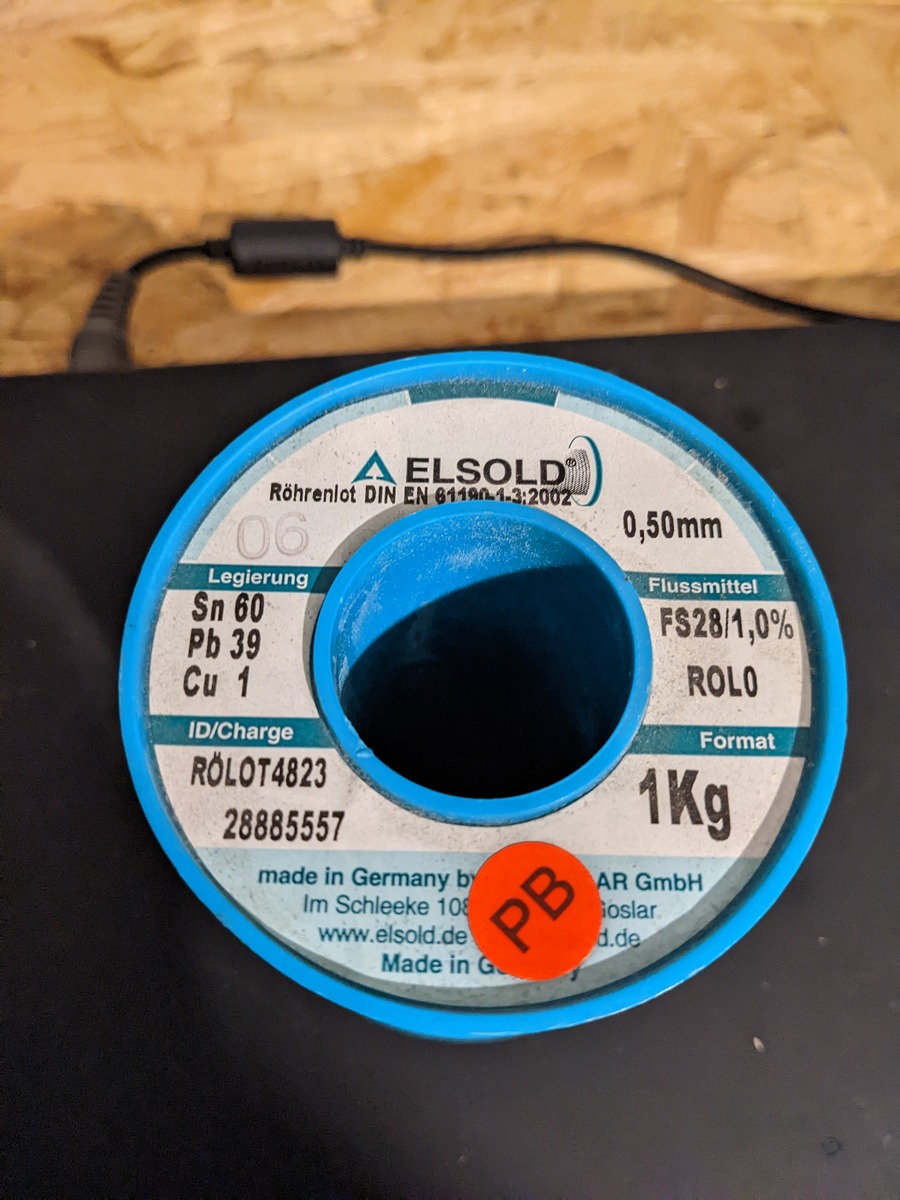 ELSOLD®
Röhrenlot DIN EN 61190-1-3:2002
06
0,50mm
Legierung
Sn 60
Pb 39
Cu 1
Flussmittel
FS28/1,0%
ROL0
ID/Charge
RÖLOT4823
28885557
Format
1Kg
PB
made in Germany by AR GmbH
Im Schleeke 108 Goslar
www.elsold.de d.de
Made in Germany